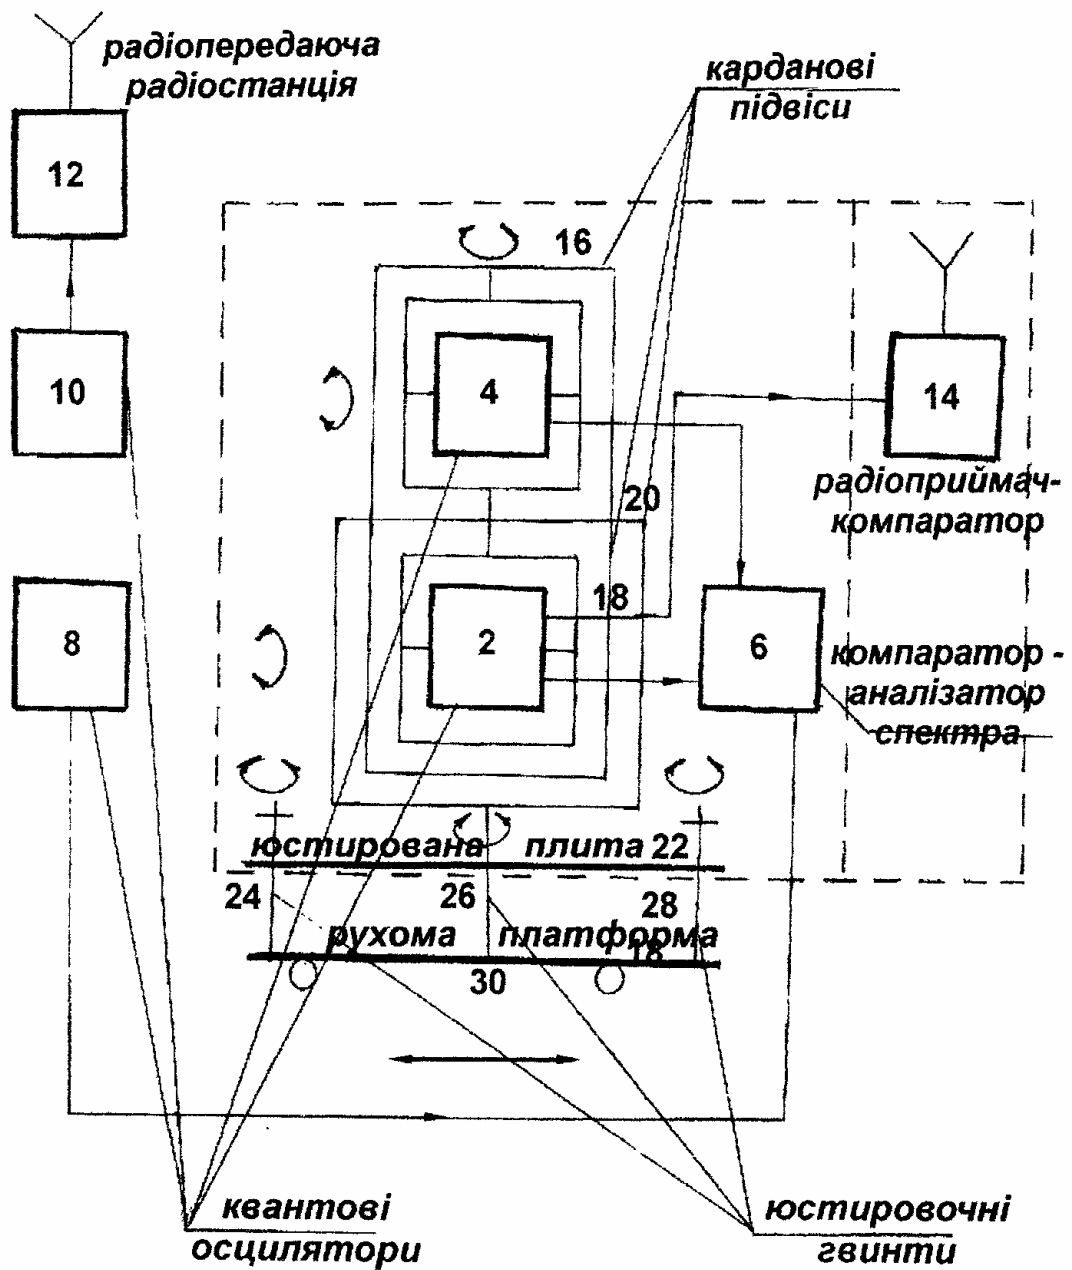 радіопередаюча
радіостанція
карданові
підвіси
12
16
10
4
14
радіоприймач-
компаратор
20
18
8
2
6
компаратор -
аналізатор
спектра
юстирована плита 22
24
26
28
рухома платформа
18
30
квантові
осцилятори
юстировочні
гвинти